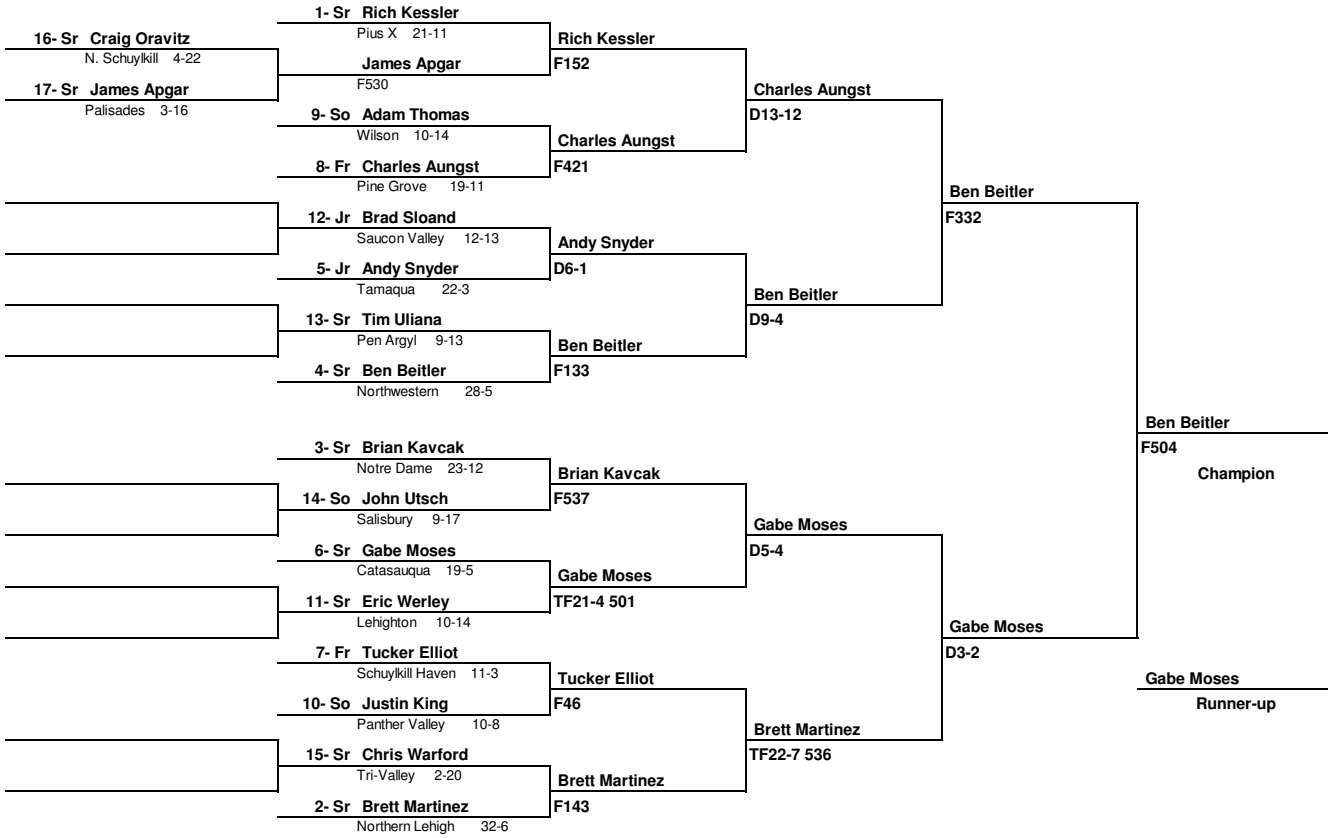 1- Sr Rich Kessler
Pius X 21-11
16- Sr Craig Oravitz
N. Schuylkill 4-22
Rich Kessler
F152
James Apgar
F530
17- Sr James Apgar
Palisades 3-16
Charles Aungst
D13-12
9- So Adam Thomas
Wilson 10-14
Charles Aungst
F421
8- Fr Charles Aungst
Pine Grove 19-11
Ben Beitler
F332
12- Jr Brad Sloand
Saucon Valley 12-13
Andy Snyder
D6-1
5- Jr Andy Snyder
Tamaqua 22-3
Ben Beitler
D9-4
13- Sr Tim Uliana
Pen Argyl 9-13
Ben Beitler
F133
4- Sr Ben Beitler
Northwestern 28-5
Ben Beitler
F504
Champion
3- Sr Brian Kavcak
Notre Dame 23-12
Brian Kavcak
F537
14- So John Utsch
Salisbury 9-17
Gabe Moses
D5-4
6- Sr Gabe Moses
Catasauqua 19-5
Gabe Moses
TF21-4 501
11- Sr Eric Werley
Lehighton 10-14
Gabe Moses
D3-2
7- Fr Tucker Elliot
Schuylkill Haven 11-3
Tucker Elliot
F46
Gabe Moses
Runner-up
10- So Justin King
Panther Valley 10-8
Brett Martinez
TF22-7 536
15- Sr Chris Warford
Tri-Valley 2-20
Brett Martinez
F143
2- Sr Brett Martinez
Northern Lehigh 32-6